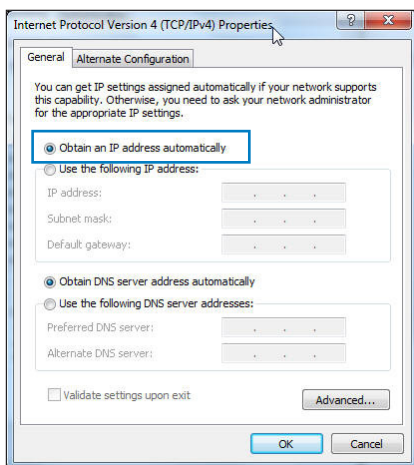 Internet Protocol Version 4 (TCP/IPv4) Properties
General
Alternate Configuration
You can get IP settings assigned automatically if your network supports
this capability. Otherwise, you need to ask your network administrator
for the appropriate IP settings.
Obtain an IP address automatically
Use the following IP address:
IP address:
Subnet mask:
Default gateway:
Obtain DNS server address automatically
Use the following DNS server addresses:
Preferred DNS server:
Alternate DNS server:
Validate settings upon exit
Advanced...
OK
Cancel